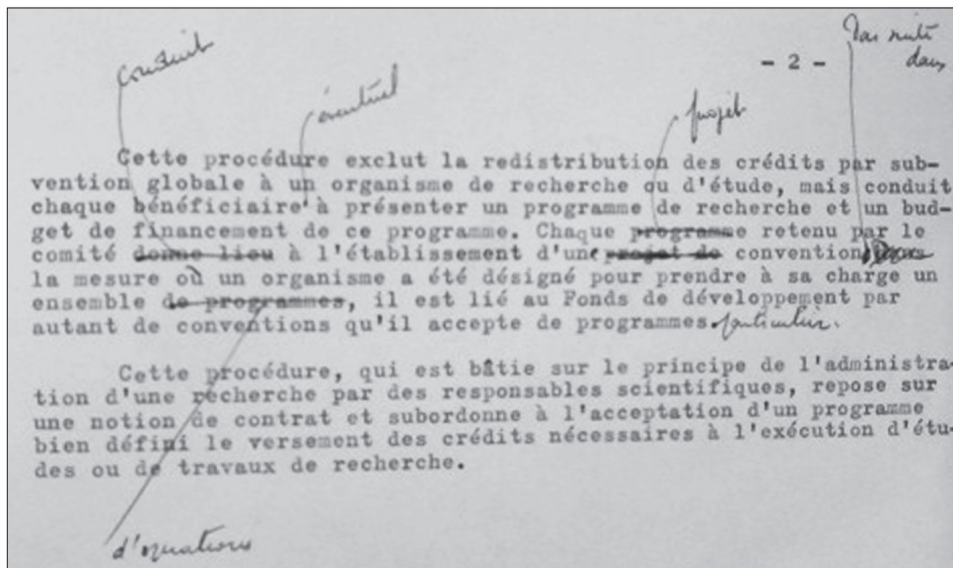 Par suite
dans
- 2 -
conduit
éventuel
projet
Cette procédure exclut la redistribution des crédits par sub-
vention globale à un organisme de recherche ou d'étude, mais conduit
chaque bénéficiaire à présenter un programme de recherche et un bud-
get de financement de ce programme. Chaque programme retenu par le
comité donne lieu à l'établissement d'une projet de convention
la mesure où un organisme a été désigné pour prendre à sa charge un
ensemble de programmes, il est lié au Fonds de développement par
autant de conventions qu'il accepte de programmes particulier.
Cette procédure, qui est bâtie sur le principe de l'administra-
tion d'une recherche par des responsables scientifiques, repose sur
une notion de contrat et subordonne à l'acceptation d'un programme
bien défini le versement des crédits nécessaires à l'exécution d'étu-
des ou de travaux de recherche.